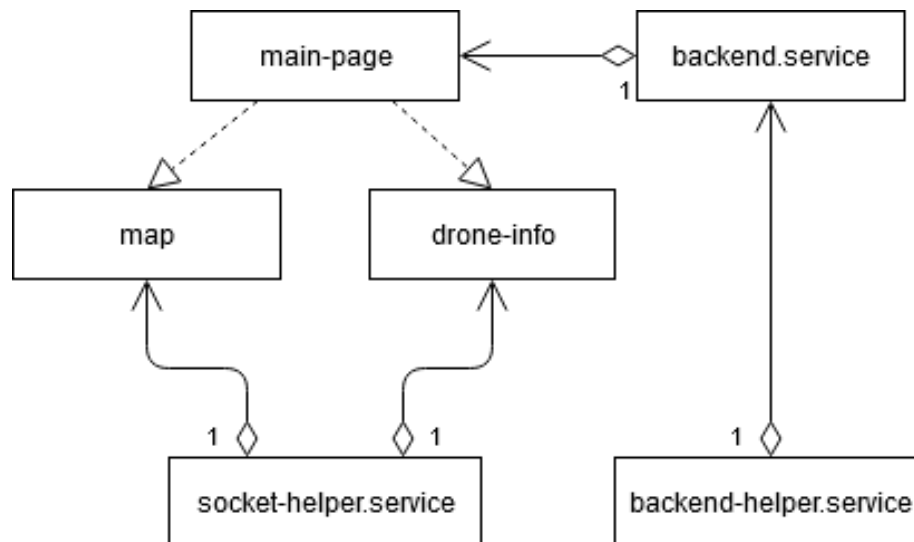 main-page
backend.service
1
map
drone-info
1
1
1
socket-helper.service
backend-helper.service